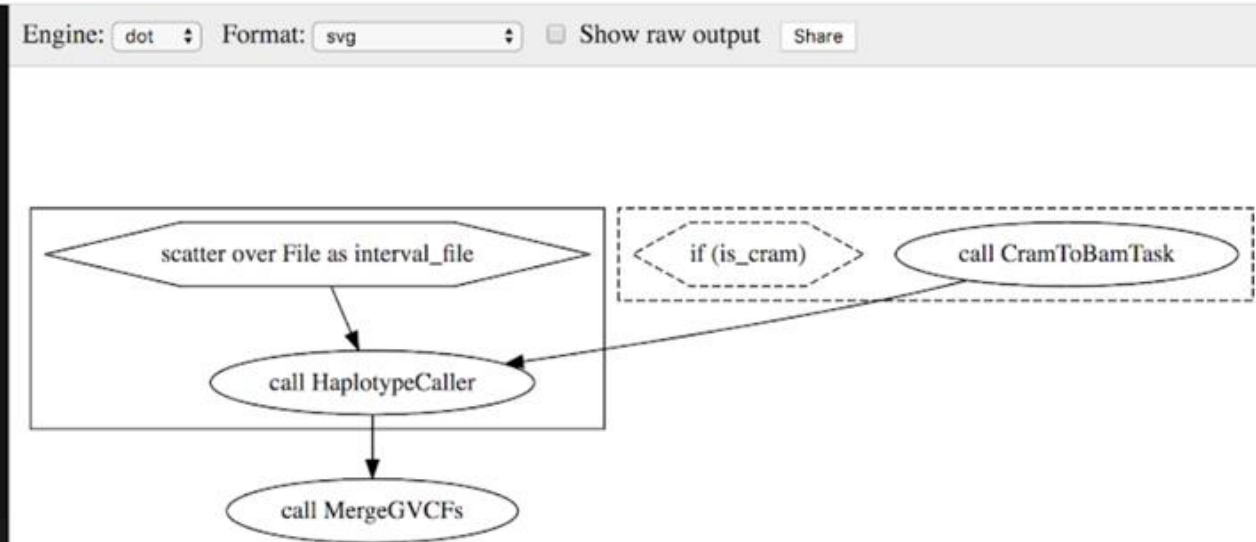 Engine: dot Format: svg Show raw output Share
scatter over File as interval_file if (is_cram) call CramToBamTask
call HaplotypeCaller
call MergeGVCFs